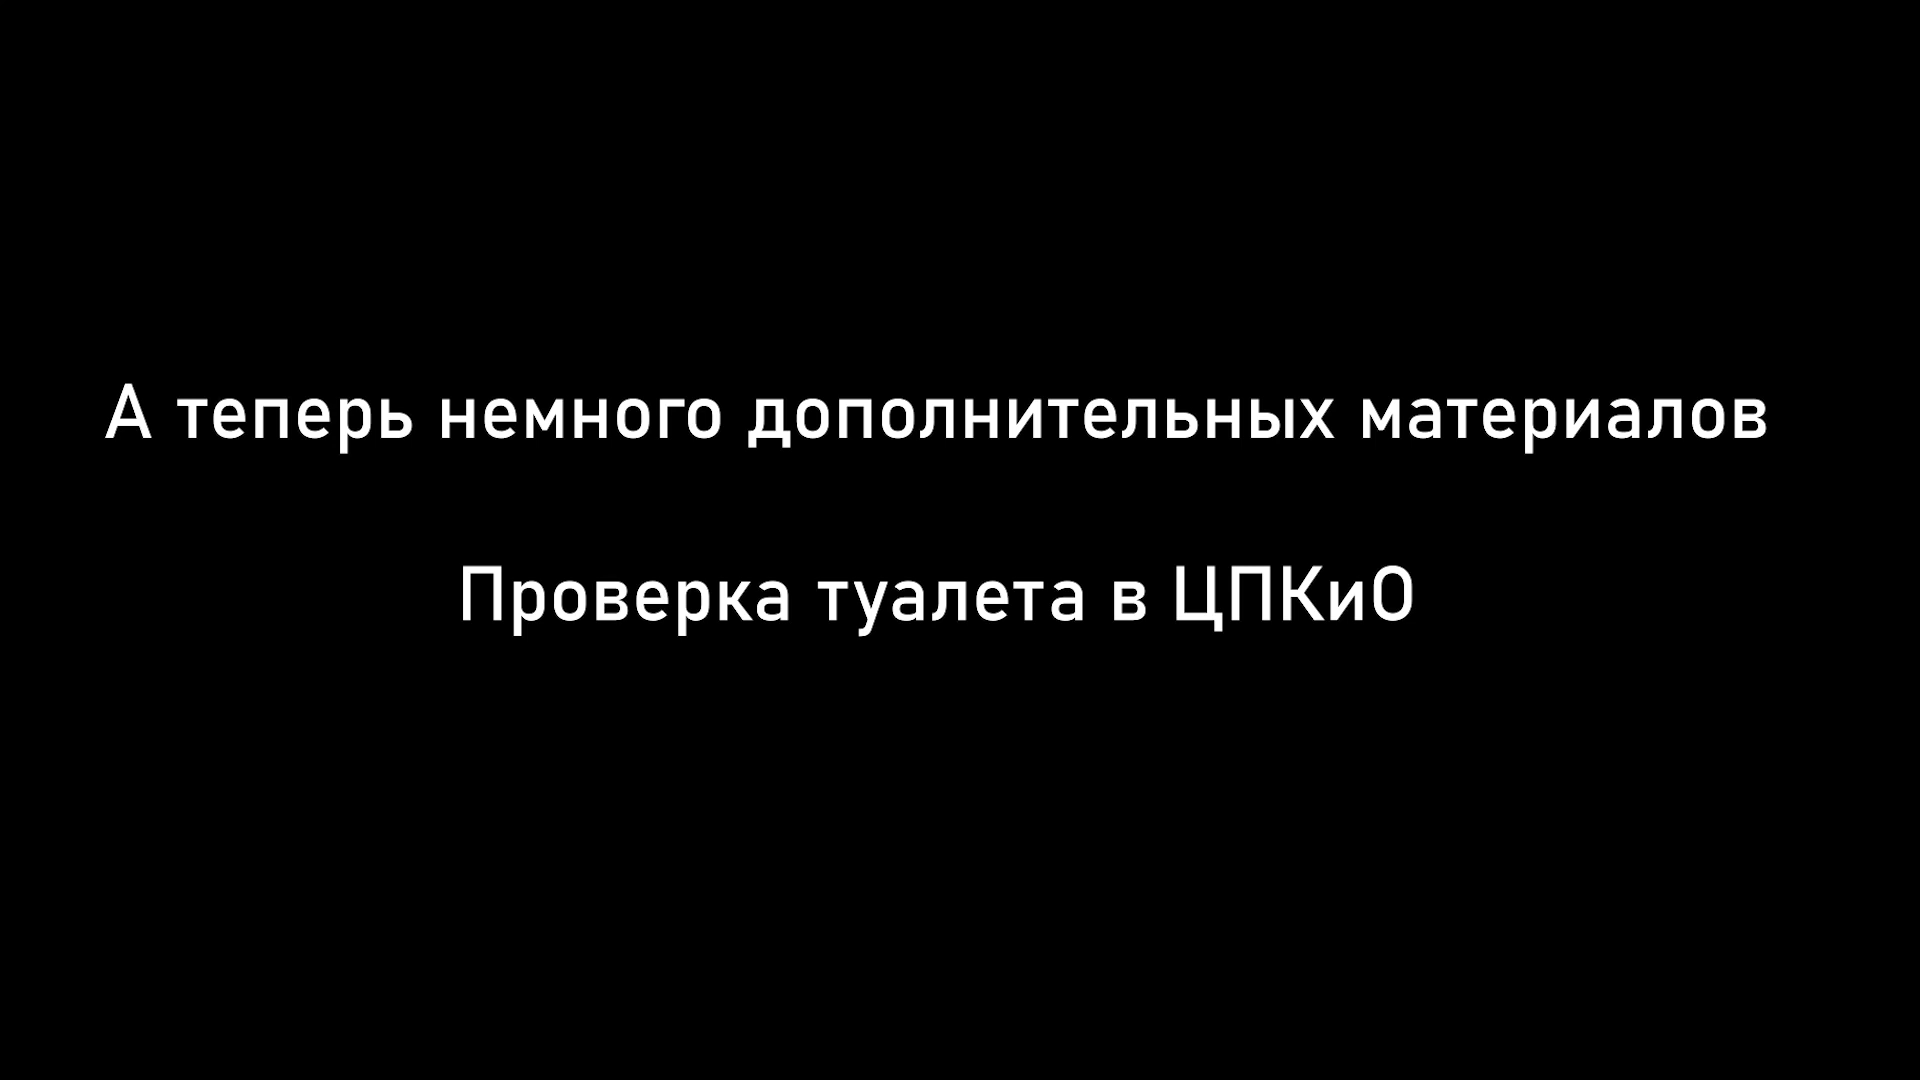 А теперь немного дополнительных материалов
Проверка туалета в ЦПКиО